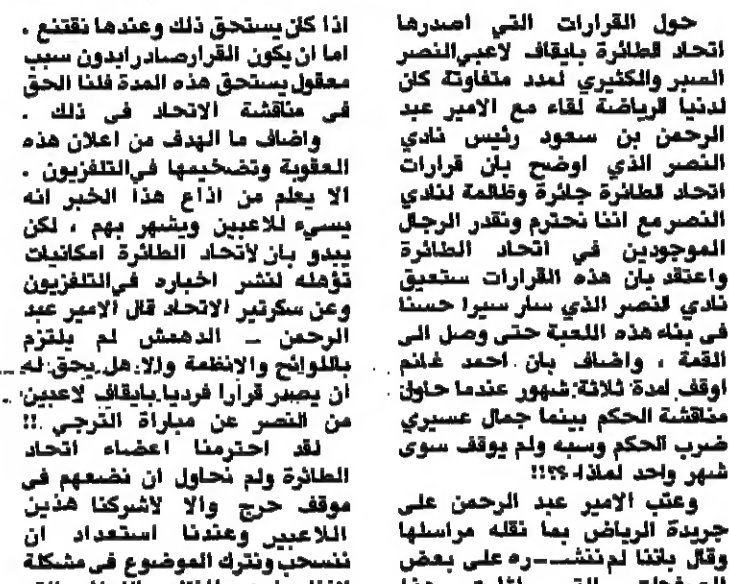 حول القرارات التي اصدرها
اتحاد الطائرة بايقاف لاعبي النصر
الصبر والكثيري لمدد متفاوتة كان
لدنيا الرياضة لقاء مع الامير عبد
الرحمن بن سعود رئيس نادي
النصر الذي اوضح بان قرارات
اتحاد الطائرة جائرة وظالمة لنادي
النصر مع اننا نحترم ونقدر الرجال
الموجودين في اتحاد الطائرة
واعتقد بان هذه القرارات ستعيق
نادي النصر الذي سار سيرا حسنا
في بناء هذه اللعبة حتى وصل الى
القمة ، واضاف بان احمد غانم
اوقف لمدة ثلاثة شهور عندما حاول
مناقشة الحكم بينما جمال عسيري
ضرب الحكم وسبه ولم يوقف سوى
شهر واحد لماذا ؟؟!!!
وعتب الامير عبد الرحمن على
جريدة الرياض بما نقله مراسلها
وقال باننا لم ننشـــره على بعض
اذا كان يستحق ذلك وعندها نقتنع .
اما ان يكون القرار صادرا بدون سبب
معقول يستحق هذه المدة فلنا الحق
في مناقشة الاتحاد في ذلك .
واضاف ما الهدف من اعلان هذه
العقوبة وتضخيمها في التلفزيون .
الا يعلم من اذاع هذا الخبر انه
يسيء للاعبين ويشهر بهم ، لكن
يبدو بان لأتحاد الطائرة امكانيات
تؤهله لنشر اخباره في التلفزيون
وعن سكرتير الاتحاد قال الامير عبد
الرحمن ــ الدهمش لم يلتزم
باللوائح والانظمة والا هل يحق له
ان يصدر قرارا فرديا بايقاف لاعبين
من النصر عن مباراة الترجي !!
لقد احترمنا اعضاء اتحاد
الطائرة ولم نحاول ان نضعهم في
موقف حرج والا لاشركنا هذين
اللاعبين وعندنا استعداد ان
ننسحب ونترك الموضوع في مشكلة